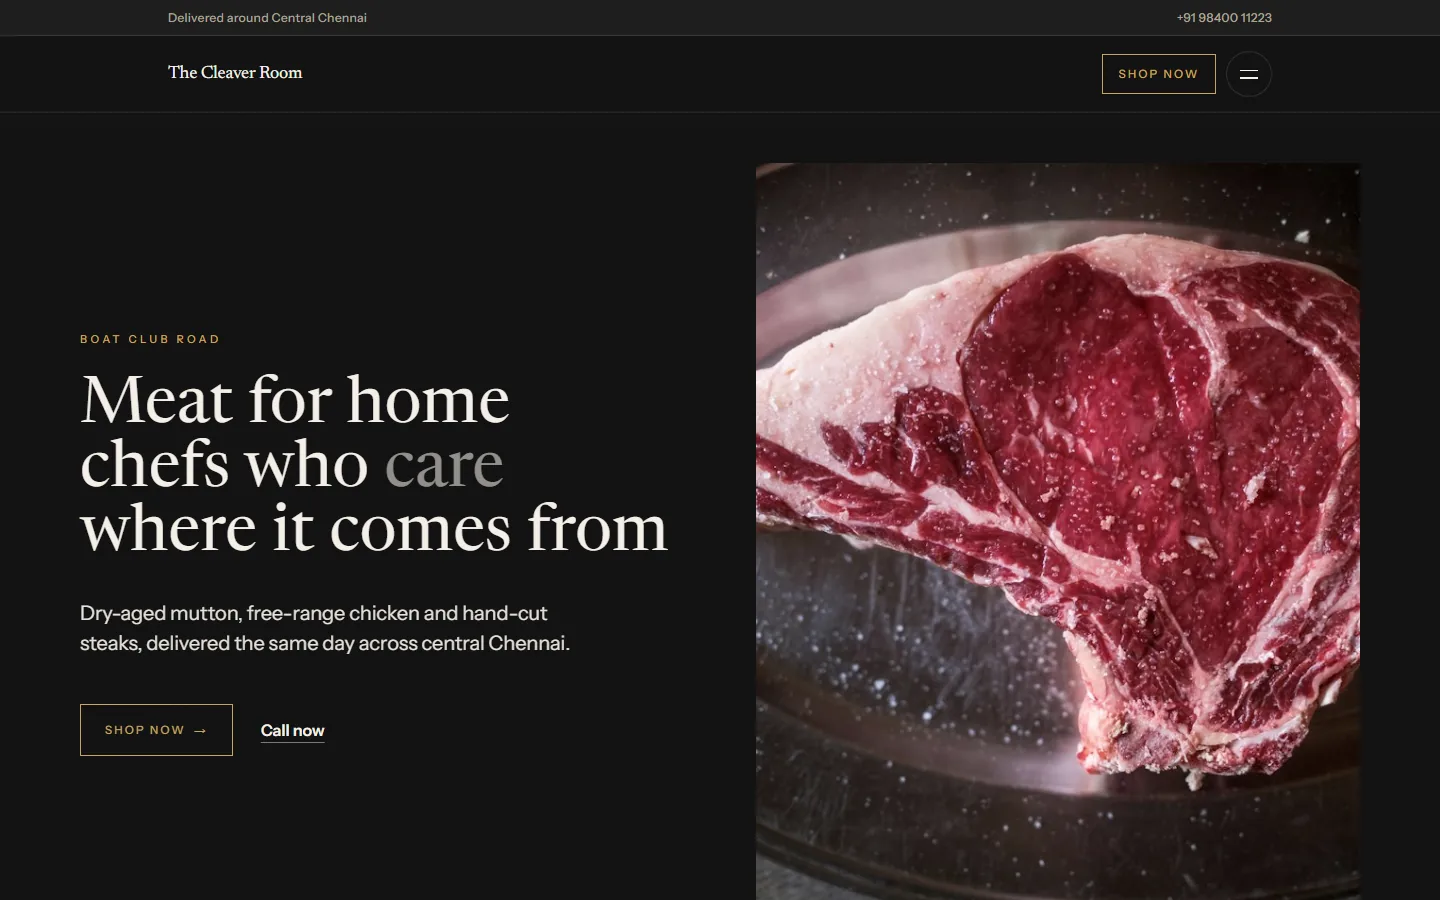 Delivered around Central Chennai
+91 98400 11223
The Cleaver Room
SHOP NOW
BOAT CLUB ROAD
Meat for home
chefs who care
where it comes from
Dry-aged mutton, free-range chicken and hand-cut
steaks, delivered the same day across central Chennai.
SHOP NOW →
Call now